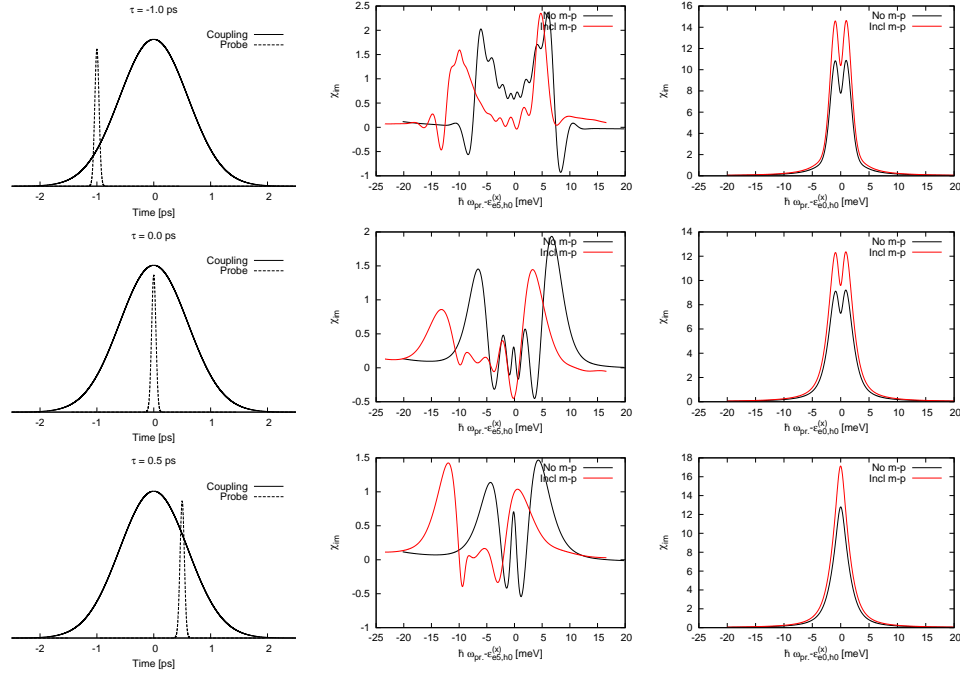 τ = -1.0 ps
Coupling
Probe
-2 -1 0 1 2
Time [ps]
χim
2.5
2
1.5
1
0.5
0
-0.5
-1
No m-p
Incl m-p
-25 -20 -15 -10 -5 0 5 10 15 20
ħ ωpr.-εe5,h0(x) [meV]
χim
16
14
12
10
8
6
4
2
0
No m-p
Incl m-p
-25 -20 -15 -10 -5 0 5 10 15 20
ħ ωpr.-εe0,h0(x) [meV]
τ = 0.0 ps
Coupling
Probe
-2 -1 0 1 2
Time [ps]
χim
2
1.5
1
0.5
0
-0.5
No m-p
Incl m-p
-25 -20 -15 -10 -5 0 5 10 15 20
ħ ωpr.-εe5,h0(x) [meV]
χim
14
12
10
8
6
4
2
0
No m-p
Incl m-p
-25 -20 -15 -10 -5 0 5 10 15 20
ħ ωpr.-εe0,h0(x) [meV]
τ = 0.5 ps
Coupling
Probe
-2 -1 0 1 2
Time [ps]
χim
1.5
1
0.5
0
-0.5
-1
No m-p
Incl m-p
-25 -20 -15 -10 -5 0 5 10 15 20
ħ ωpr.-εe5,h0(x) [meV]
χim
18
16
14
12
10
8
6
4
2
0
No m-p
Incl m-p
-25 -20 -15 -10 -5 0 5 10 15 20
ħ ωpr.-εe0,h0(x) [meV]